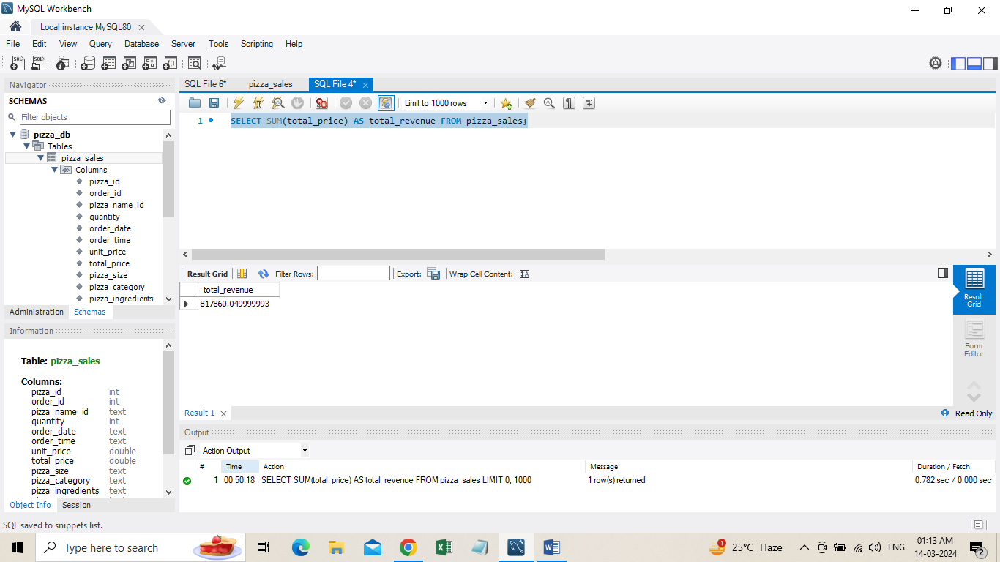 MySQL Workbench
Local instance MySQL80
File Edit View Query Database Server Tools Scripting Help
Navigator
SCHEMAS
Filter objects
pizza_db
Tables
pizza_sales
Columns
pizza_id
order_id
pizza_name_id
quantity
order_date
order_time
unit_price
total_price
pizza_size
pizza_category
pizza_ingredients
Administration Schemas
Information
Table: pizza_sales
Columns:
pizza_id int
order_id int
pizza_name_id text
quantity int
order_date text
order_time text
unit_price double
total_price double
pizza_size text
pizza_category text
pizza_ingredients text
Object Info Session
SQL File 6* pizza_sales SQL File 4*
Limit to 1000 rows
1 SELECT SUM(total_price) AS total_revenue FROM pizza_sales;
Result Grid Filter Rows: Export: Wrap Cell Content:
total_revenue
817860.049999993
Result
Grid
Form
Editor
Result 1
Read Only
Output
Action Output
# Time Action Message Duration / Fetch
1 00:50:18 SELECT SUM(total_price) AS total_revenue FROM pizza_sales LIMIT 0, 1000 1 row(s) returned 0.782 sec / 0.000 sec
SQL saved to snippets list.
Type here to search
1
25°C Haze
ENG
01:13 AM
14-03-2024
2